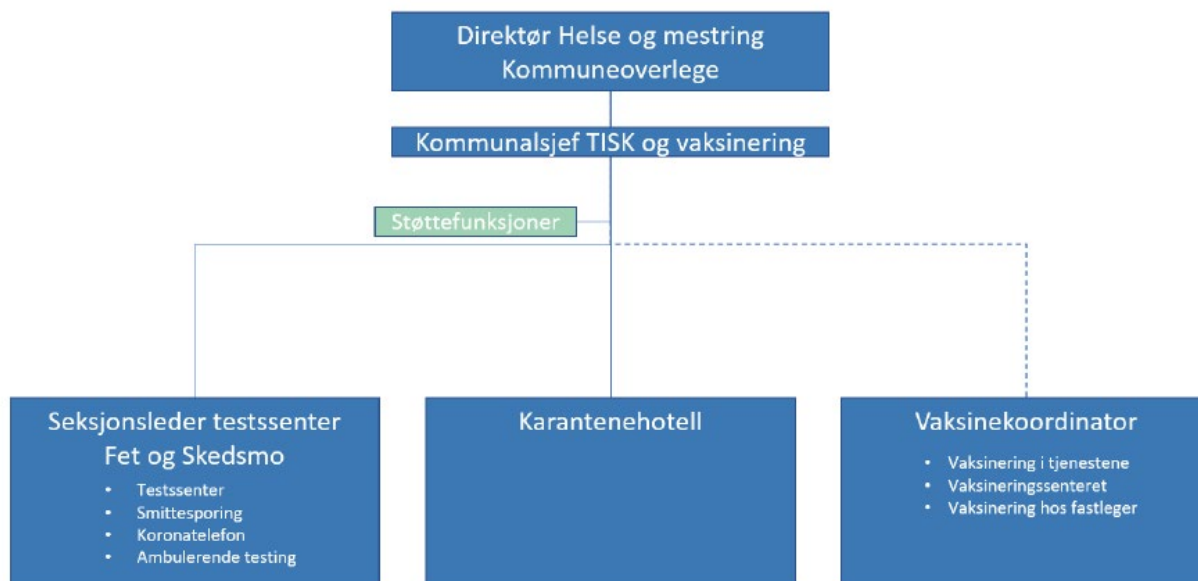 Direktør Helse og mestring
Kommuneoverlege
Kommunalsjef TISK og vaksinering
Støttefunksjoner
Seksjonsleder testssenter
Fet og Skedsmo
• Testssenter
• Smittesporing
• Koronatelefon
• Ambulerende testing
Karantenehotell
Vaksinekoordinator
• Vaksinering i tjenestene
• Vaksineringssenteret
• Vaksinering hos fastleger